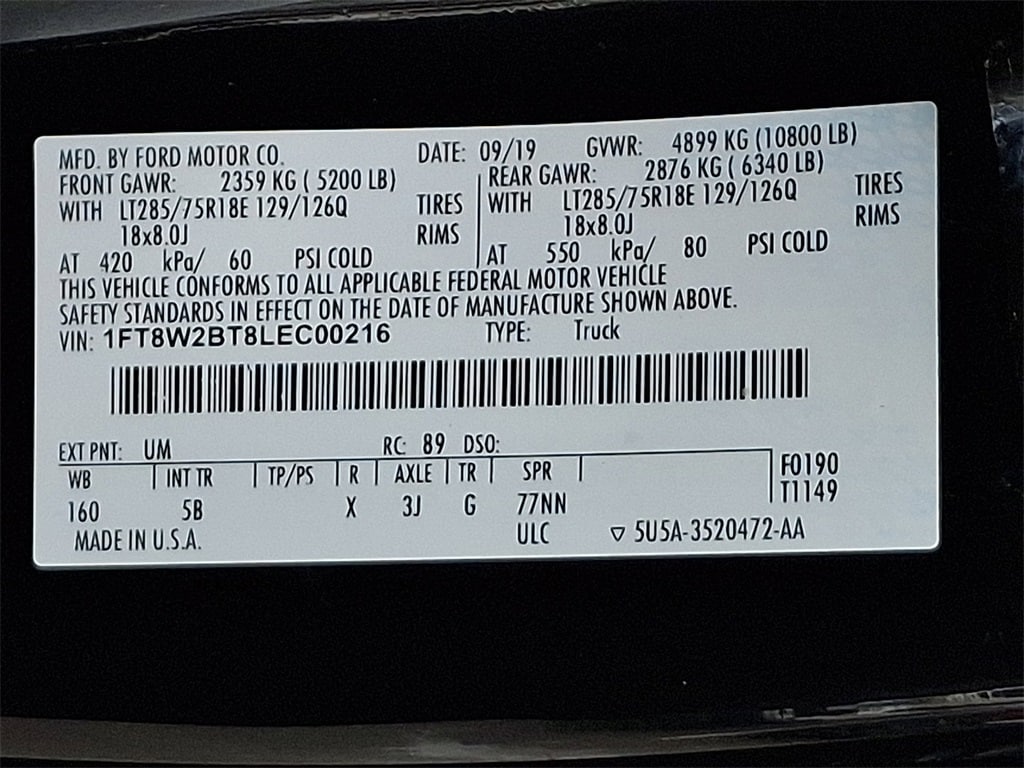 MFD. BY FORD MOTOR CO. DATE: 09/19 GVWR: 4899 KG (10800 LB)
FRONT GAWR: 2359 KG ( 5200 LB) REAR GAWR: 2876 KG ( 6340 LB)
WITH LT285/75R18E 129/126Q TIRES WITH LT285/75R18E 129/126Q TIRES
18x8.0J RIMS 18x8.0J RIMS
AT 420 kPa/ 60 PSI COLD AT 550 kPa/ 80 PSI COLD
THIS VEHICLE CONFORMS TO ALL APPLICABLE FEDERAL MOTOR VEHICLE
SAFETY STANDARDS IN EFFECT ON THE DATE OF MANUFACTURE SHOWN ABOVE.
VIN: 1FT8W2BT8LEC00216 TYPE: Truck
EXT PNT: UM RC: 89 DSO:
WB INT TR TP/PS R AXLE TR SPR F0190
160 5B X 3J G 77NN T1149
MADE IN U.S.A. ULC ▽ 5U5A-3520472-AA